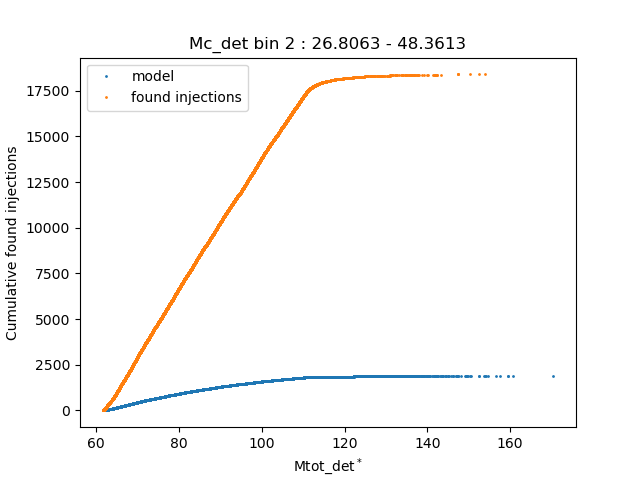 Mc_det bin 2 : 26.8063 - 48.3613
model
found injections
Cumulative found injections
17500
15000
12500
10000
7500
5000
2500
0
60 80 100 120 140 160
Mtot_det*